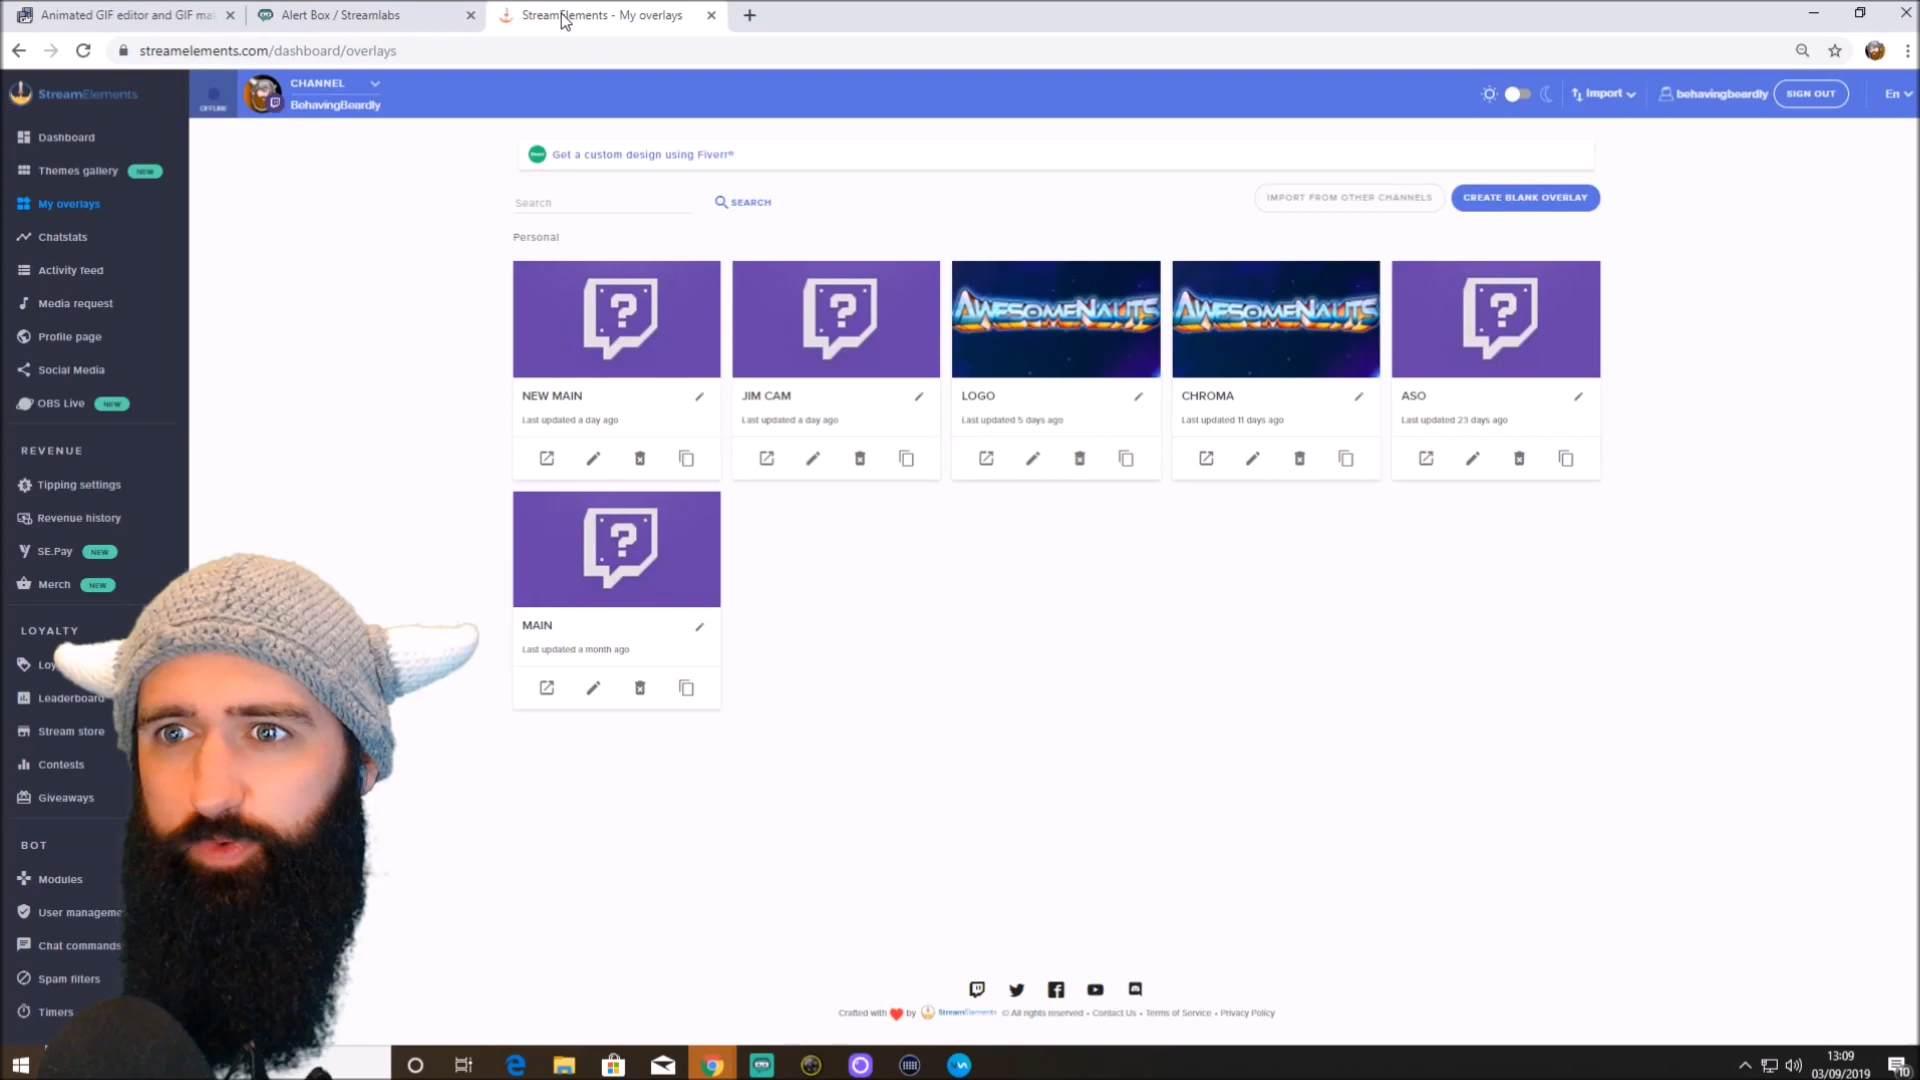 Animated GIF editor and GIF ma
Alert Box / Streamlabs
StreamElements - My overlays
streamelements.com/dashboard/overlays
StreamElements
OFFLINE
CHANNEL
BehavingBeardly
Import
behavingbeardly
SIGN OUT
En
Dashboard
Themes gallery NEW
My overlays
Chatstats
Activity feed
Media request
Profile page
Social Media
OBS Live NEW
REVENUE
Tipping settings
Revenue history
SE.Pay NEW
Merch NEW
LOYALTY
Loy
Leaderboard
Stream store
Contests
Giveaways
BOT
Modules
User manageme
Chat commands
Spam filters
Timers
Get a custom design using Fiverr®
Search
SEARCH
IMPORT FROM OTHER CHANNELS
CREATE BLANK OVERLAY
Personal
?
?
AWESOMENAUTS
AWESOMENAUTS
?
NEW MAIN
Last updated a day ago
JIM CAM
Last updated a day ago
LOGO
Last updated 5 days ago
CHROMA
Last updated 11 days ago
ASO
Last updated 23 days ago
?
MAIN
Last updated a month ago
Crafted with ❤ by StreamElements © All rights reserved • Contact Us • Terms of Service • Privacy Policy
13:09
03/09/2019
10